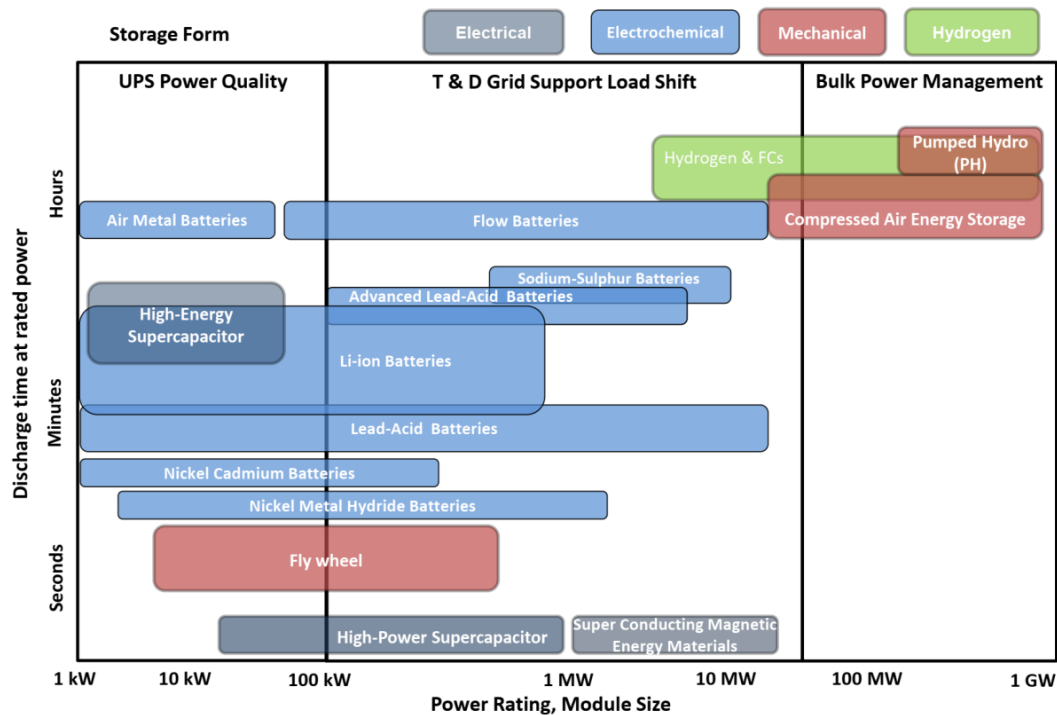 Storage Form
Electrical
Electrochemical
Mechanical
Hydrogen
UPS Power Quality
T & D Grid Support Load Shift
Bulk Power Management
Discharge time at rated power
Hours
Minutes
Seconds
Hydrogen & FCs
Pumped Hydro
(PH)
Air Metal Batteries
Flow Batteries
Compressed Air Energy Storage
Sodium-Sulphur Batteries
Advanced Lead-Acid Batteries
High-Energy
Supercapacitor
Li-ion Batteries
Lead-Acid Batteries
Nickel Cadmium Batteries
Nickel Metal Hydride Batteries
Fly wheel
High-Power Supercapacitor
Super Conducting Magnetic
Energy Materials
1 kW
10 kW
100 kW
1 MW
10 MW
100 MW
1 GW
Power Rating, Module Size